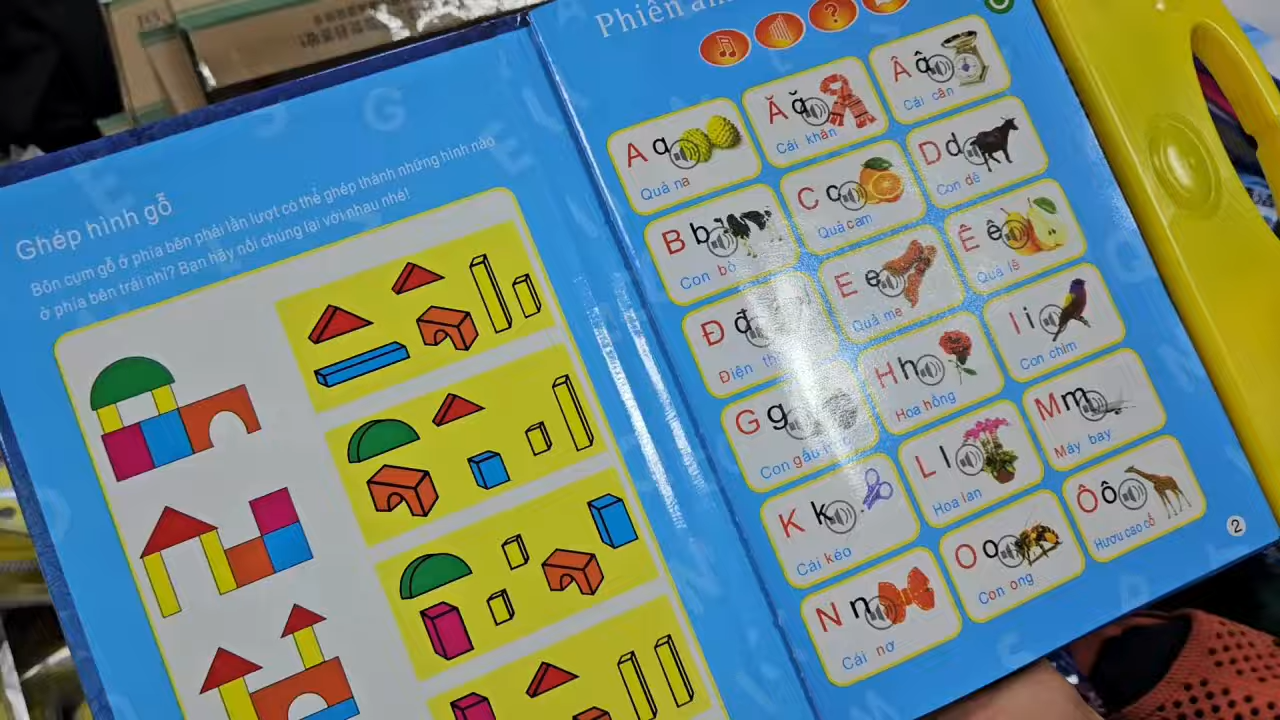 Ghép hình gỗ
Bốn cụm gỗ ở phía bên phải lần lượt có thể ghép thành những hình nào
ở phía bên trái nhỉ? Bạn hãy nối chúng lại với nhau nhé!
Phiên
A a
Quả na
Ă ă
Cái khăn
Â â
Cái cân
B b
Con bò
C c
Quả cam
D d
Con dê
Đ đ
Điện
E e
Quả me
Ê ê
Quả lê
G g
Con gấu
H h
Hoa hồng
I i
Con chim
K k
Cái kéo
L l
Hoa lan
M m
Máy bay
N n
Cái nơ
O o
Con ong
Ô ô
Hươu cao cổ
2